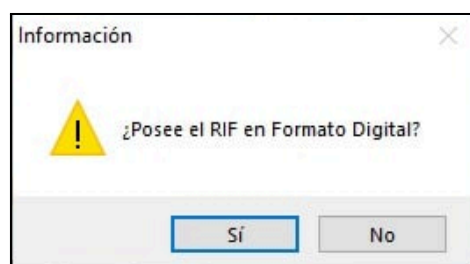 Información
¿Posee el RIF en Formato Digital?
Sí
No